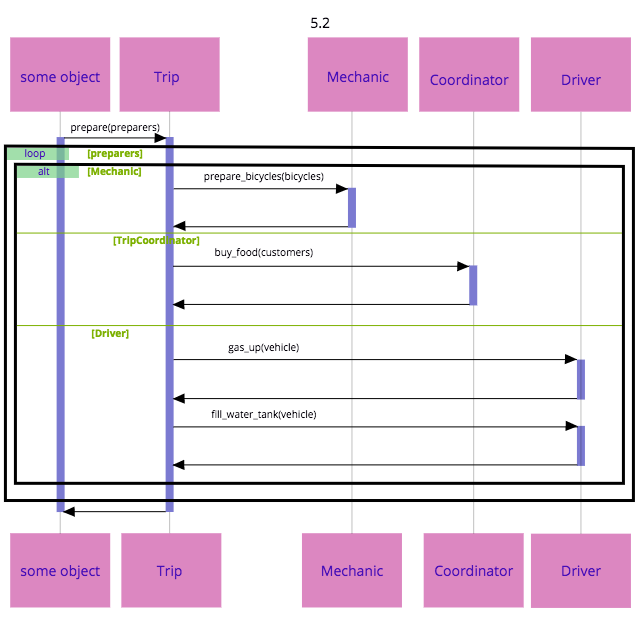 5.2
some object
Trip
Mechanic
Coordinator
Driver
prepare(preparers)
loop
[preparers]
alt
[Mechanic]
prepare_bicycles(bicycles)
[TripCoordinator]
buy_food(customers)
[Driver]
gas_up(vehicle)
fill_water_tank(vehicle)
some object
Trip
Mechanic
Coordinator
Driver